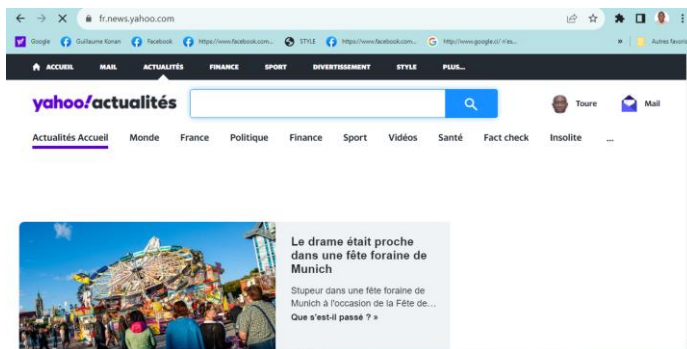 fr.news.yahoo.com
Google Guillaume Konan Facebook https://www.facebook.com... STYLE https://www.facebook.com... http://www.google.ci/ » Autres favoris
ACCUEIL MAIL ACTUALITÉS FINANCE SPORT DIVERTISSEMENT STYLE PLUS...
yahoo!actualités Toure Mail
Actualités Accueil Monde France Politique Finance Sport Vidéos Santé Fact check Insolite ...
Le drame était proche
dans une fête foraine de
Munich
Stupeur dans une fête foraine de
Munich à l'occasion de la Fête de...
Que s'est-il passé ? »